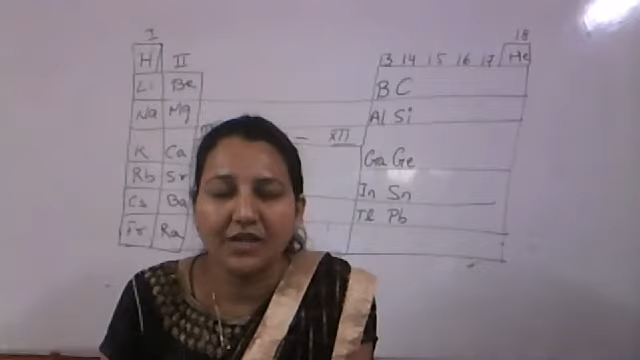 I 18
H II 13 14 15 16 17 He
Li Be B C
Na Mg Al Si
III — XII
K Ca Ga Ge
Rb Sr In Sn
Cs Ba Tl Pb
Fr Ra